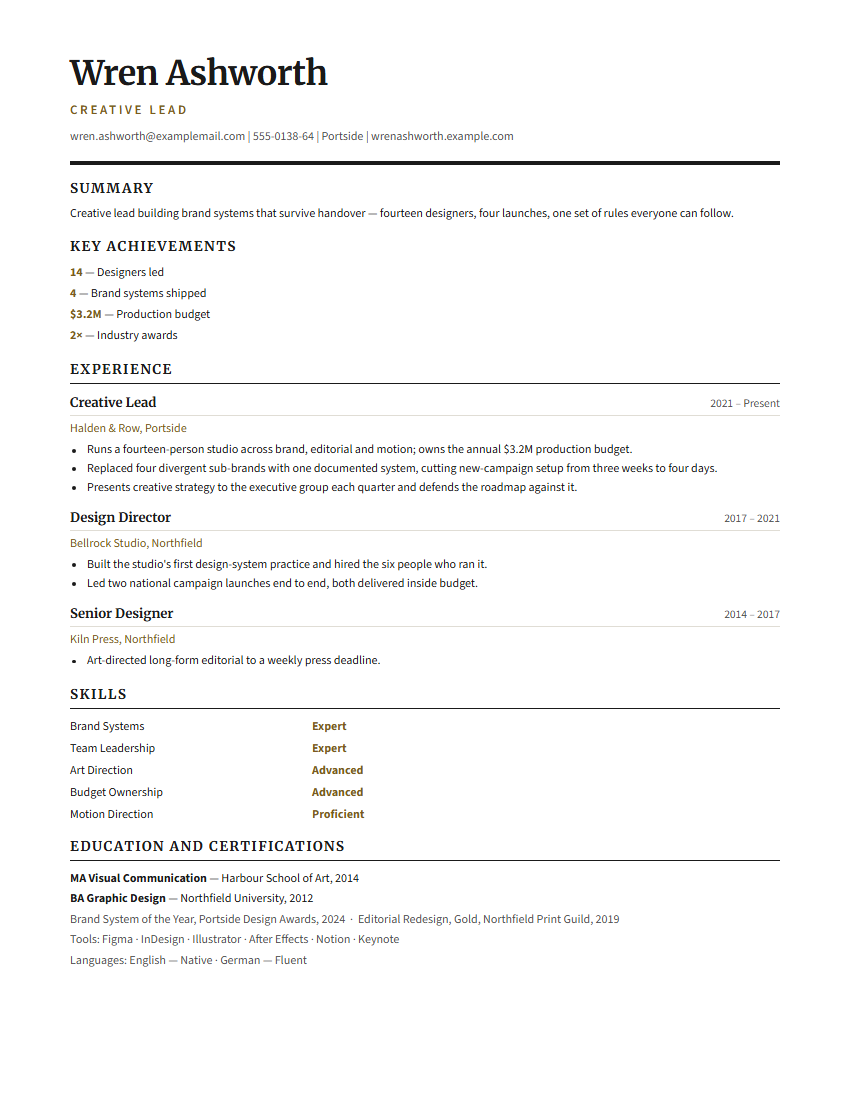 Wren Ashworth
CREATIVE LEAD
wren.ashworth@examplemail.com | 555-0138-64 | Portside | wrenashworth.example.com
SUMMARY
Creative lead building brand systems that survive handover — fourteen designers, four launches, one set of rules everyone can follow.
KEY ACHIEVEMENTS
14 — Designers led
4 — Brand systems shipped
$3.2M — Production budget
2× — Industry awards
EXPERIENCE
Creative Lead 2021 – Present
Halden & Row, Portside
• Runs a fourteen-person studio across brand, editorial and motion; owns the annual $3.2M production budget.
• Replaced four divergent sub-brands with one documented system, cutting new-campaign setup from three weeks to four days.
• Presents creative strategy to the executive group each quarter and defends the roadmap against it.
Design Director 2017 – 2021
Bellrock Studio, Northfield
• Built the studio's first design-system practice and hired the six people who ran it.
• Led two national campaign launches end to end, both delivered inside budget.
Senior Designer 2014 – 2017
Kiln Press, Northfield
• Art-directed long-form editorial to a weekly press deadline.
SKILLS
Brand Systems Expert
Team Leadership Expert
Art Direction Advanced
Budget Ownership Advanced
Motion Direction Proficient
EDUCATION AND CERTIFICATIONS
MA Visual Communication — Harbour School of Art, 2014
BA Graphic Design — Northfield University, 2012
Brand System of the Year, Portside Design Awards, 2024 · Editorial Redesign, Gold, Northfield Print Guild, 2019
Tools: Figma · InDesign · Illustrator · After Effects · Notion · Keynote
Languages: English — Native · German — Fluent